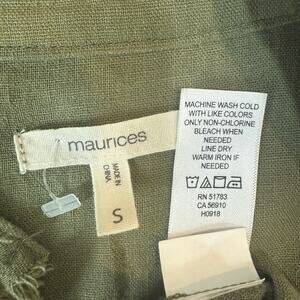 maurices
MADE IN
CHINA
S
MACHINE WASH COLD
WITH LIKE COLORS
ONLY NON-CHLORINE
BLEACH WHEN
NEEDED
LINE DRY
WARM IRON IF
NEEDED
RN 51783
CA 56910
H0918